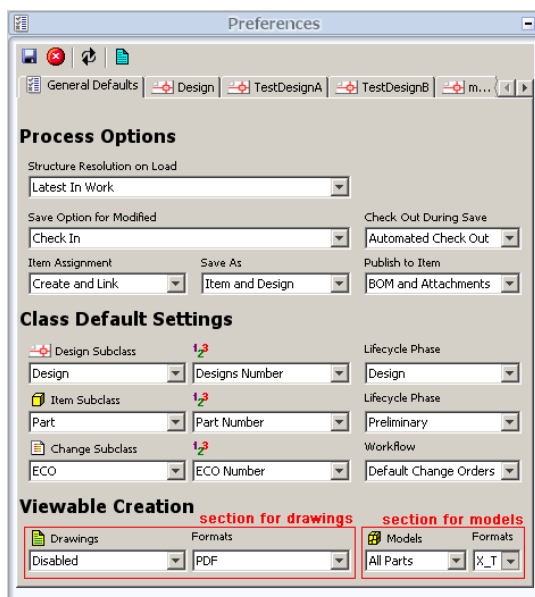 Preferences
General Defaults Design TestDesignA TestDesignB m...
Process Options
Structure Resolution on Load
Latest In Work
Save Option for Modified Check Out During Save
Check In Automated Check Out
Item Assignment Save As Publish to Item
Create and Link Item and Design BOM and Attachments
Class Default Settings
Design Subclass 123 Lifecycle Phase
Design Designs Number Design
Item Subclass 123 Lifecycle Phase
Part Part Number Preliminary
Change Subclass 123 Workflow
ECO ECO Number Default Change Orders
Viewable Creation
section for drawings section for models
Drawings Formats Models Formats
Disabled PDF All Parts X_T